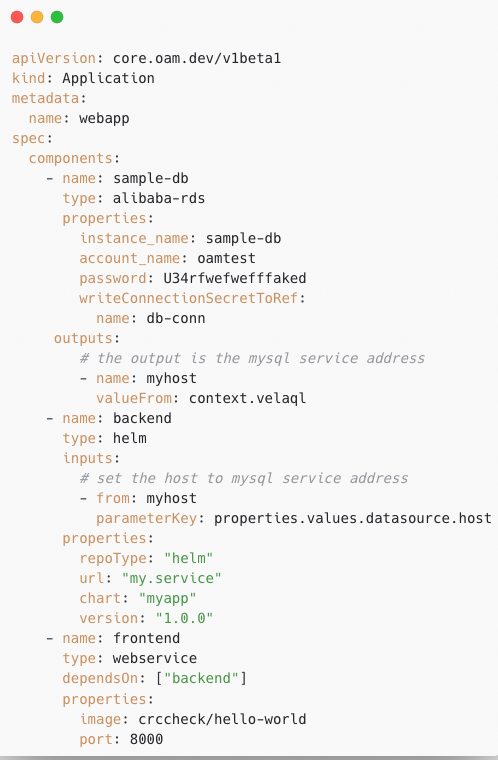 apiVersion: core.oam.dev/v1beta1
kind: Application
metadata:
  name: webapp
spec:
  components:
    - name: sample-db
      type: alibaba-rds
      properties:
        instance_name: sample-db
        account_name: oamtest
        password: U34rfwefwefffaked
        writeConnectionSecretToRef:
          name: db-conn
     outputs:
        # the output is the mysql service address
        - name: myhost
          valueFrom: context.velaql
    - name: backend
      type: helm
      inputs:
        # set the host to mysql service address
        - from: myhost
          parameterKey: properties.values.datasource.host
      properties:
        repoType: "helm"
        url: "my.service"
        chart: "myapp"
        version: "1.0.0"
    - name: frontend
      type: webservice
      dependsOn: ["backend"]
      properties:
        image: crccheck/hello-world
        port: 8000